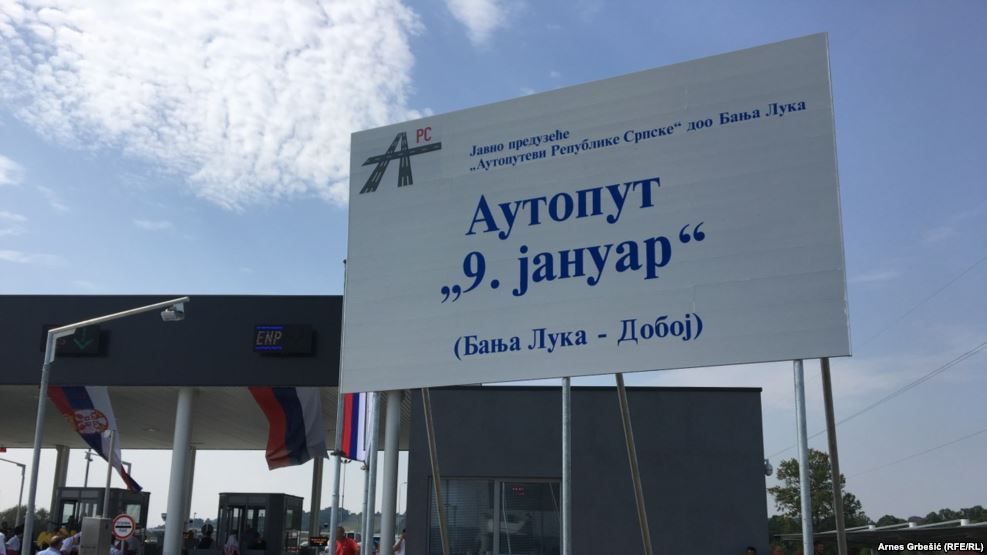 РС
Јавно предузеће
„Аутопутеви Републике Српске“ доо Бања Лука
Аутопут
„9. јануар“
(Бања Лука - Добој)
ENP
Arnes Grbešić (RFE/RL)